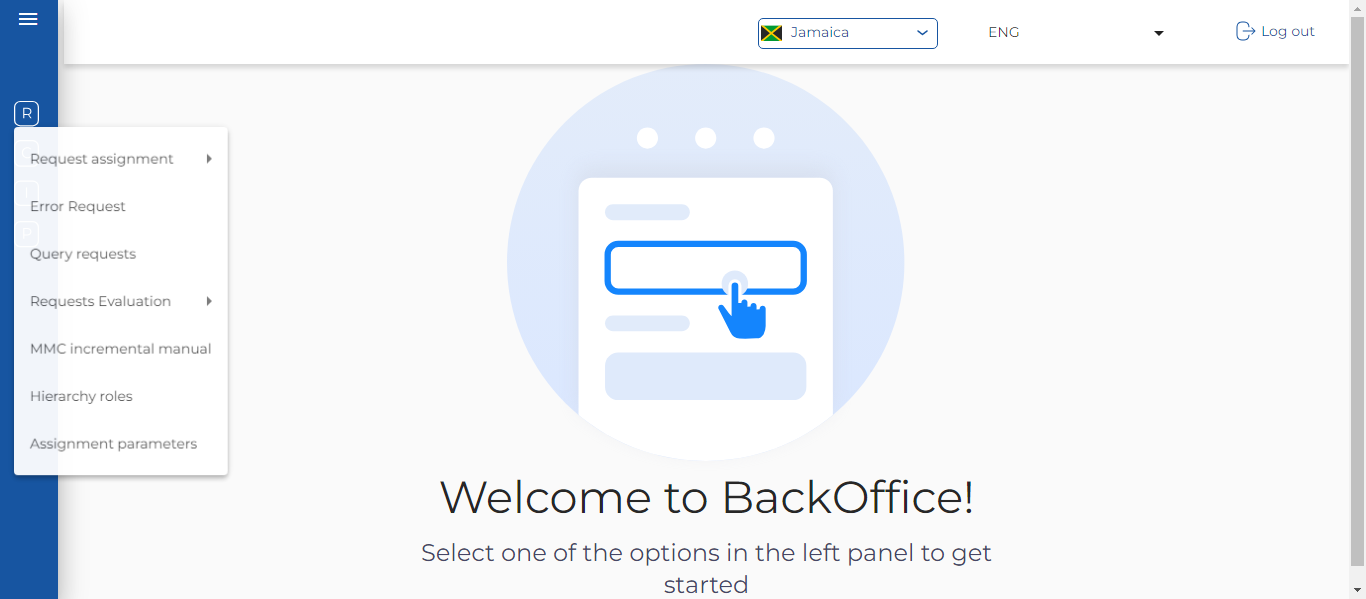 Jamaica
ENG
Log out
R
Request assignment
I
Error Request
P
Query requests
Requests Evaluation
MMC incremental manual
Hierarchy roles
Assignment parameters
Welcome to BackOffice!
Select one of the options in the left panel to get
started